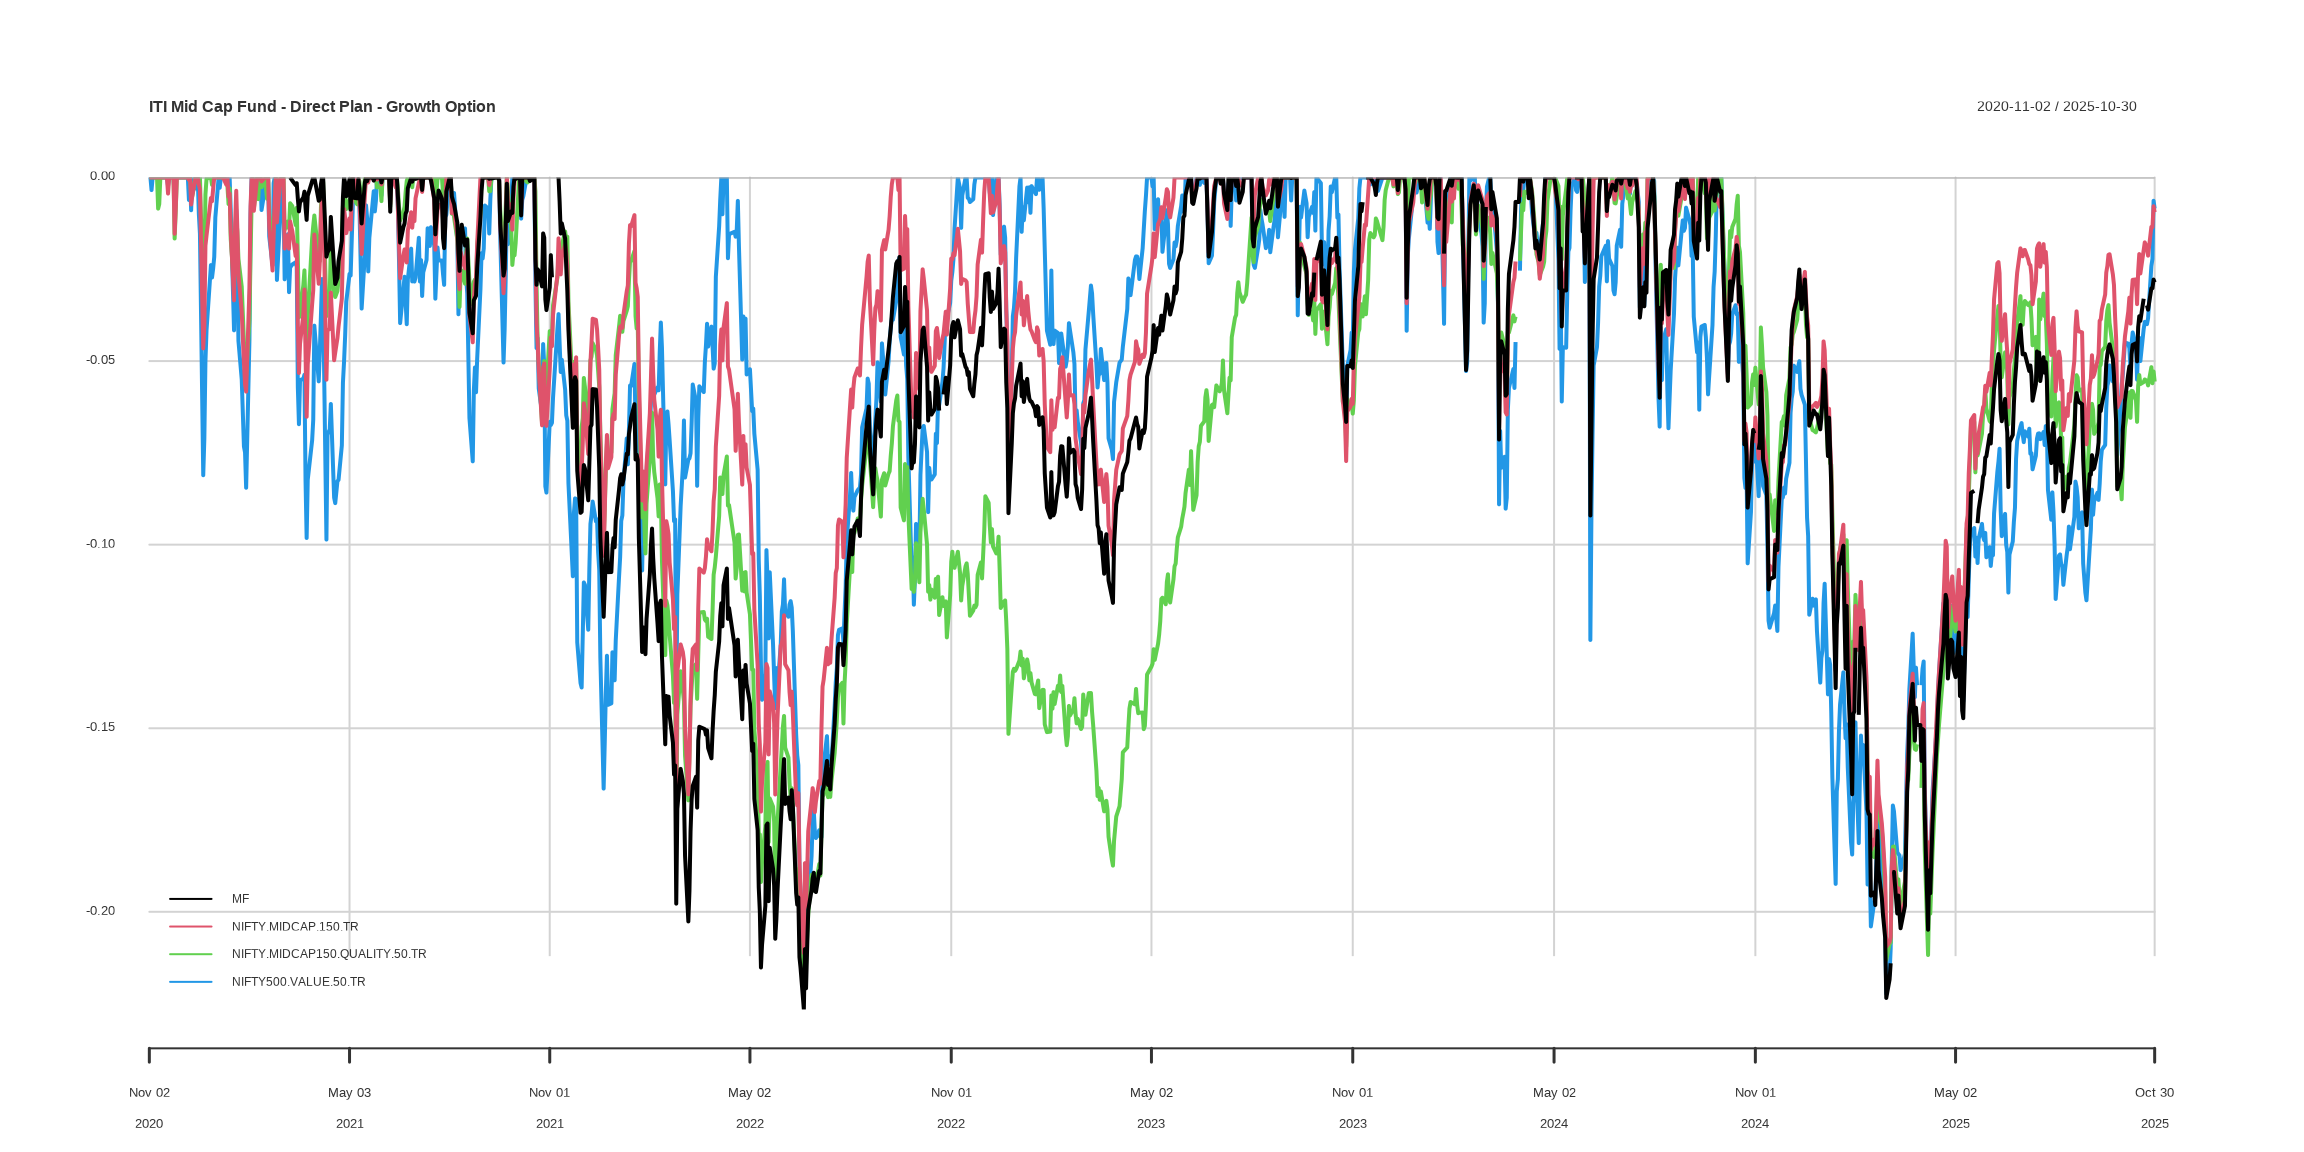 ITI Mid Cap Fund - Direct Plan - Growth Option
2020-11-02 / 2025-10-30
0.00
-0.05
-0.10
-0.15
-0.20
MF
NIFTY.MIDCAP.150.TR
NIFTY.MIDCAP150.QUALITY.50.TR
NIFTY500.VALUE.50.TR
Nov 02 May 03 Nov 01 May 02 Nov 01 May 02 Nov 01 May 02 Nov 01 May 02 Oct 30
2020 2021 2021 2022 2022 2023 2023 2024 2024 2025 2025